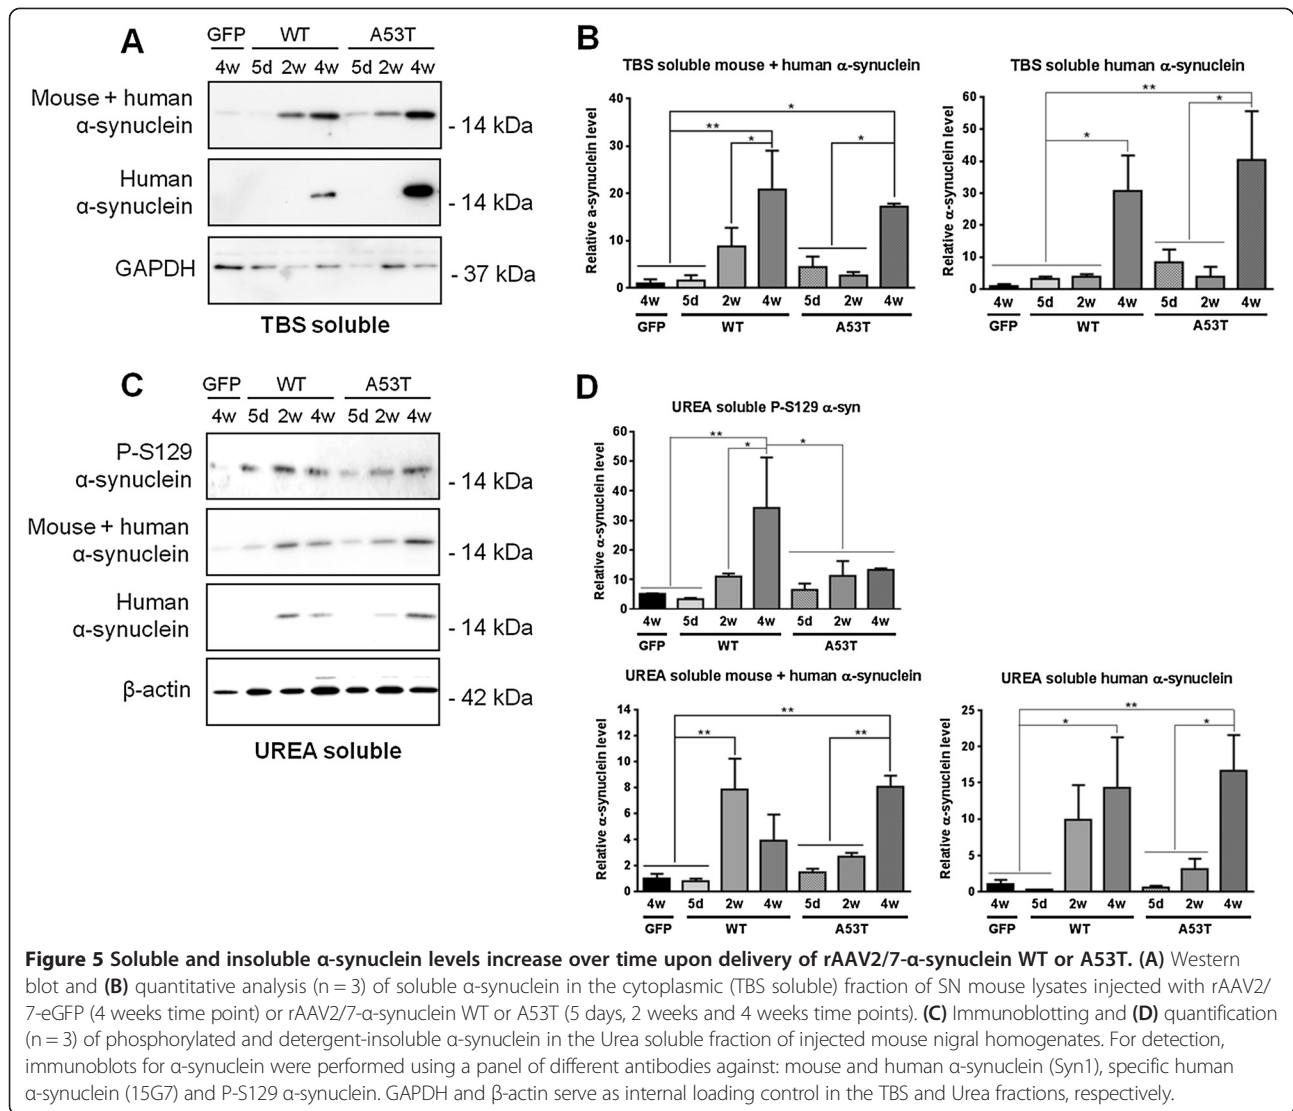 A
GFP WT A53T
4w 5d 2w 4w 5d 2w 4w
Mouse + human
α-synuclein
- 14 kDa
Human
α-synuclein
- 14 kDa
GAPDH
- 37 kDa
TBS soluble
B
TBS soluble mouse + human α-synuclein
Relative a-synuclein level
40
30
20
10
0
*
**
*
*
4w 5d 2w 4w 5d 2w 4w
GFP WT A53T
TBS soluble human α-synuclein
Relative α-synuclein level
60
50
40
30
20
10
0
**
*
*
4w 5d 2w 4w 5d 2w 4w
GFP WT A53T
C
GFP WT A53T
4w 5d 2w 4w 5d 2w 4w
P-S129
α-synuclein
- 14 kDa
Mouse + human
α-synuclein
- 14 kDa
Human
α-synuclein
- 14 kDa
β-actin
- 42 kDa
UREA soluble
D
UREA soluble P-S129 α-syn
Relative α-synuclein level
60
50
40
30
20
10
0
**
*
*
4w 5d 2w 4w 5d 2w 4w
GFP WT A53T
UREA soluble mouse + human α-synuclein
Relative α-synuclein level
14
12
10
8
6
4
2
0
**
**
**
4w 5d 2w 4w 5d 2w 4w
GFP WT A53T
UREA soluble human α-synuclein
Relative α-synuclein level
25
20
15
10
5
0
**
*
*
4w 5d 2w 4w 5d 2w 4w
GFP WT A53T
Figure 5 Soluble and insoluble α-synuclein levels increase over time upon delivery of rAAV2/7-α-synuclein WT or A53T. (A) Western
blot and (B) quantitative analysis (n = 3) of soluble α-synuclein in the cytoplasmic (TBS soluble) fraction of SN mouse lysates injected with rAAV2/
7-eGFP (4 weeks time point) or rAAV2/7-α-synuclein WT or A53T (5 days, 2 weeks and 4 weeks time points). (C) Immunoblotting and (D) quantification
(n = 3) of phosphorylated and detergent-insoluble α-synuclein in the Urea soluble fraction of injected mouse nigral homogenates. For detection,
immunoblots for α-synuclein were performed using a panel of different antibodies against: mouse and human α-synuclein (Syn1), specific human
α-synuclein (15G7) and P-S129 α-synuclein. GAPDH and β-actin serve as internal loading control in the TBS and Urea fractions, respectively.